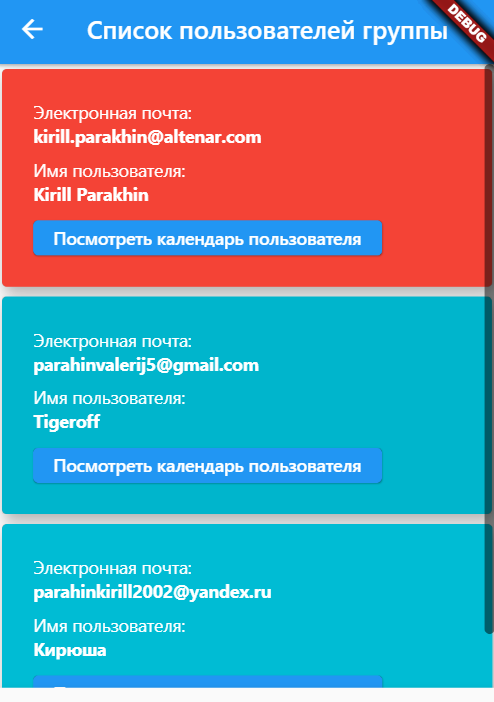 Список пользователей группы
DEBUG
Электронная почта:
kirill.parakhin@altenar.com
Имя пользователя:
Kirill Parakhin
Посмотреть календарь пользователя
Электронная почта:
parahinvalerij5@gmail.com
Имя пользователя:
Tigeroff
Посмотреть календарь пользователя
Электронная почта:
parahinkirill2002@yandex.ru
Имя пользователя:
Кирюша